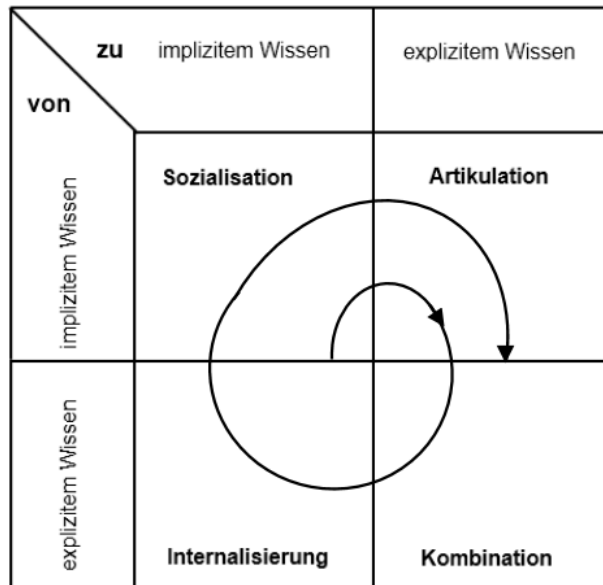 zu implizitem Wissen explizitem Wissen
von
implizitem Wissen
Sozialisation Artikulation
explizitem Wissen
Internalisierung Kombination